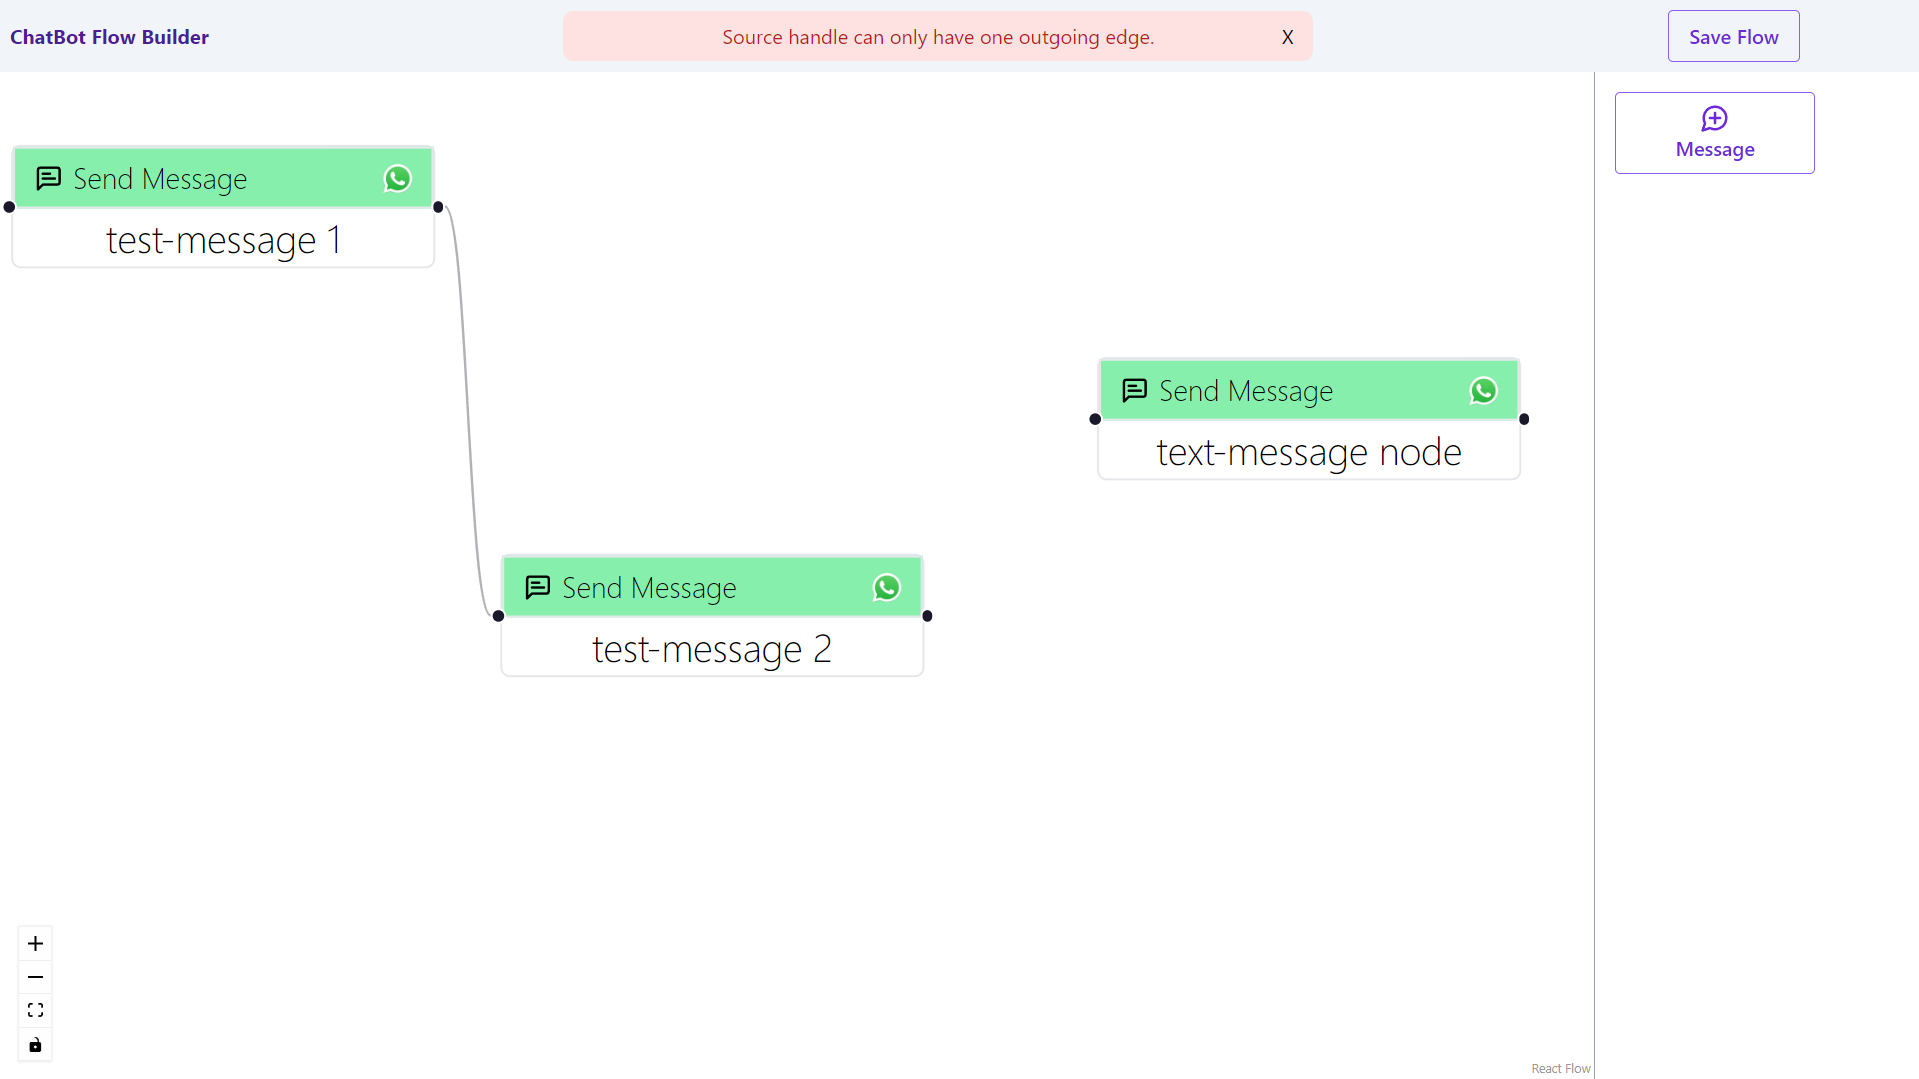 ChatBot Flow Builder
Source handle can only have one outgoing edge.
X
Save Flow
Message
Send Message
test-message 1
Send Message
text-message node
Send Message
test-message 2
React Flow